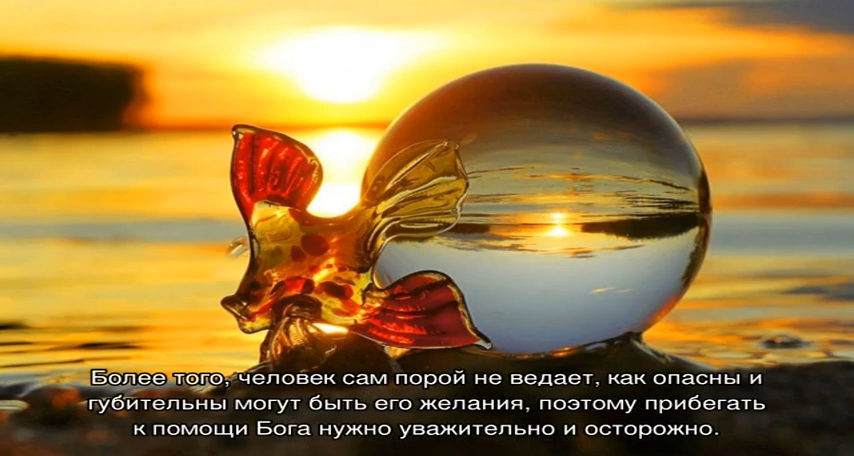 Более того, человек сам порой не ведает, как опасны и
губительны могут быть его желания, поэтому прибегать
к помощи Бога нужно уважительно и осторожно.